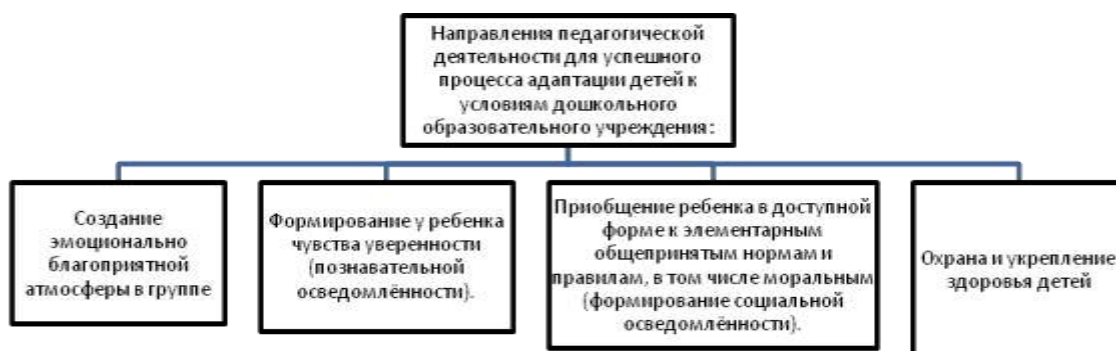 Направления педагогической
деятельности для успешного
процесса адаптации детей к
условиям дошкольного
образовательного учреждения:
Создание
эмоционально
благоприятной
атмосферы в группе
Формирование у ребенка
чувства уверенности
(познавательной
осведомлённости).
Приобщение ребенка в доступной
форме к элементарным
общепринятым нормам и
правилам, в том числе моральным
(формирование социальной
осведомлённости).
Охрана и укрепление
здоровья детей